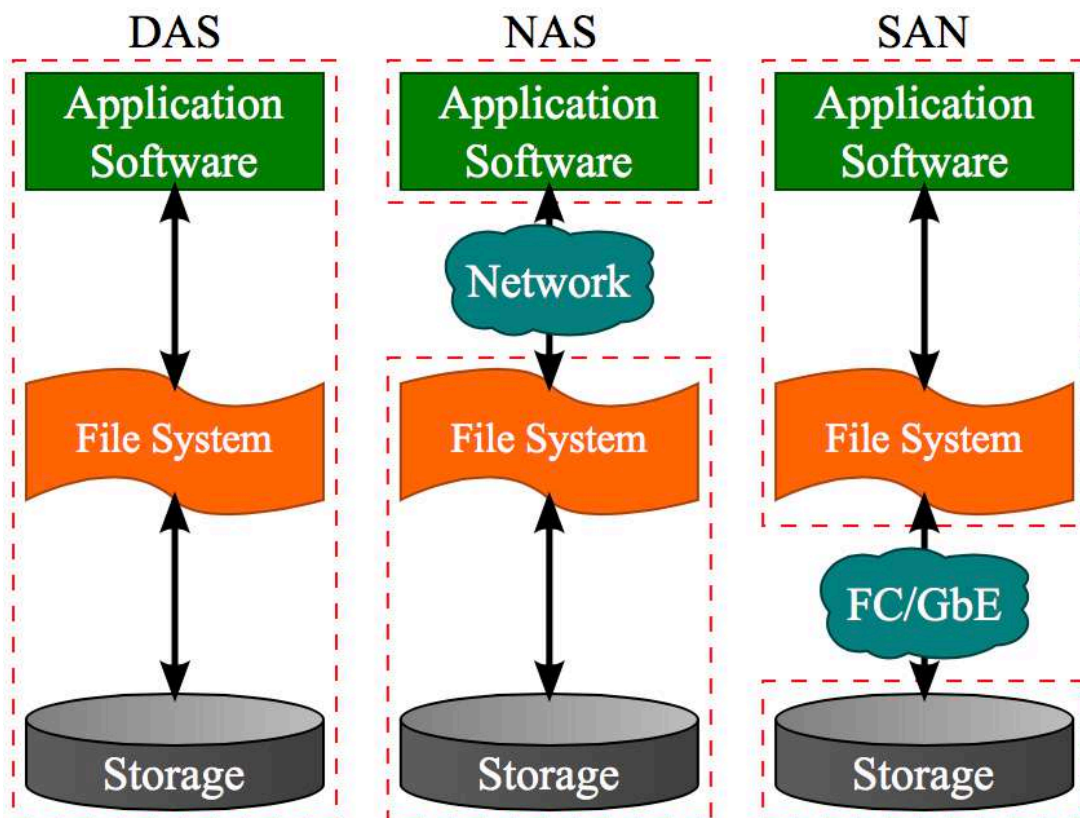 DAS
Application
Software
File System
Storage
NAS
Application
Software
Network
File System
Storage
SAN
Application
Software
File System
FC/GbE
Storage